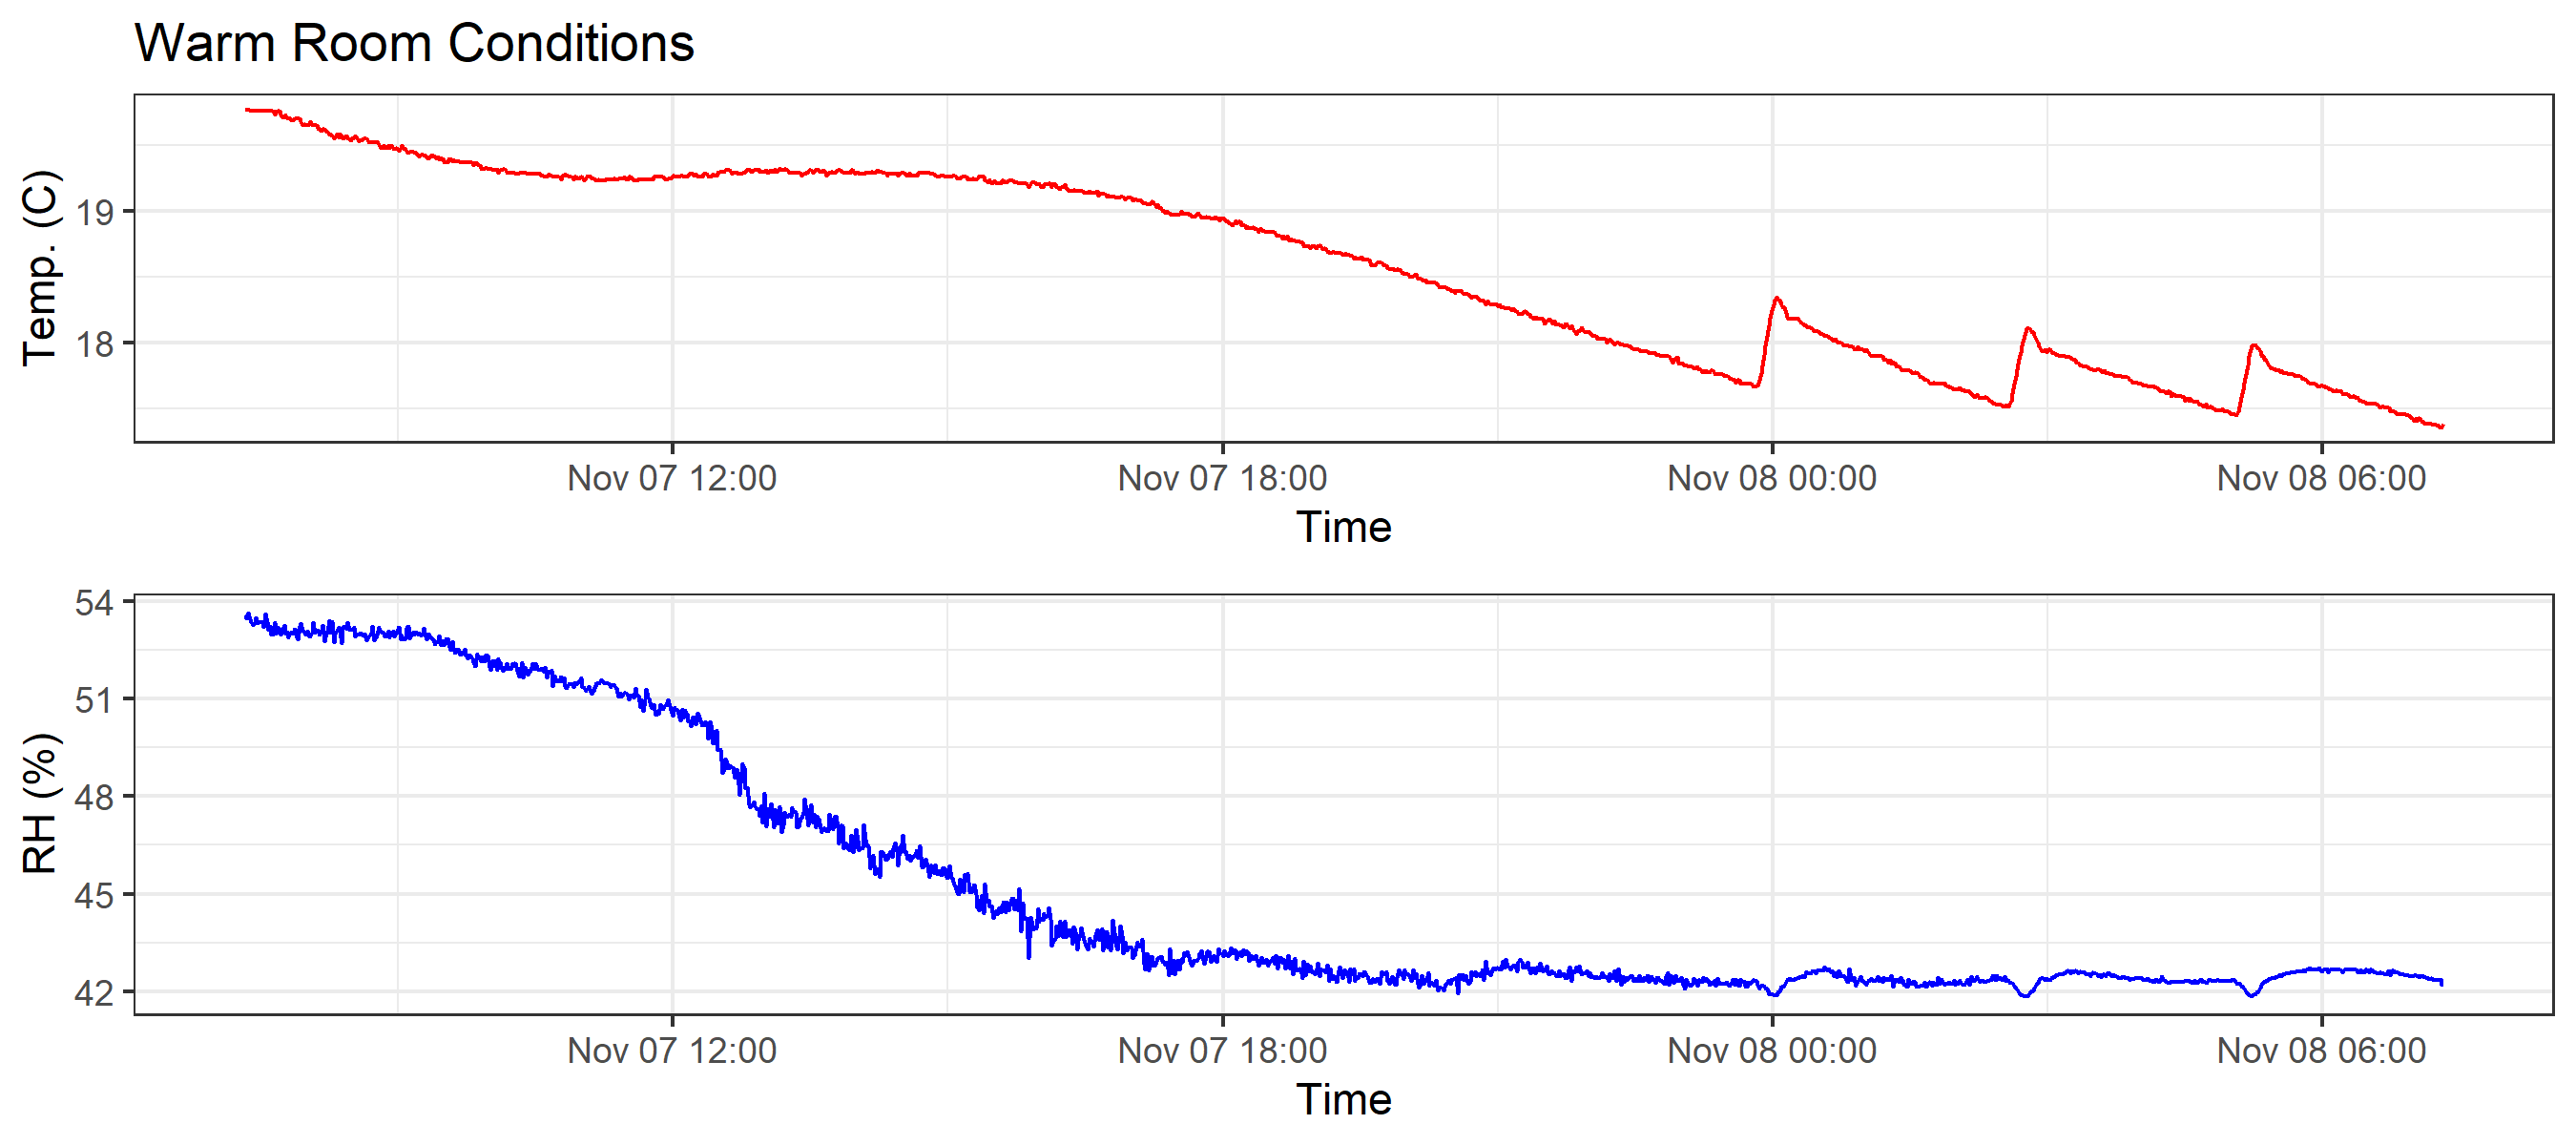 Warm Room Conditions
Temp. (C)
19
18
Nov 07 12:00 Nov 07 18:00 Nov 08 00:00 Nov 08 06:00
Time
RH (%)
54
51
48
45
42
Nov 07 12:00 Nov 07 18:00 Nov 08 00:00 Nov 08 06:00
Time